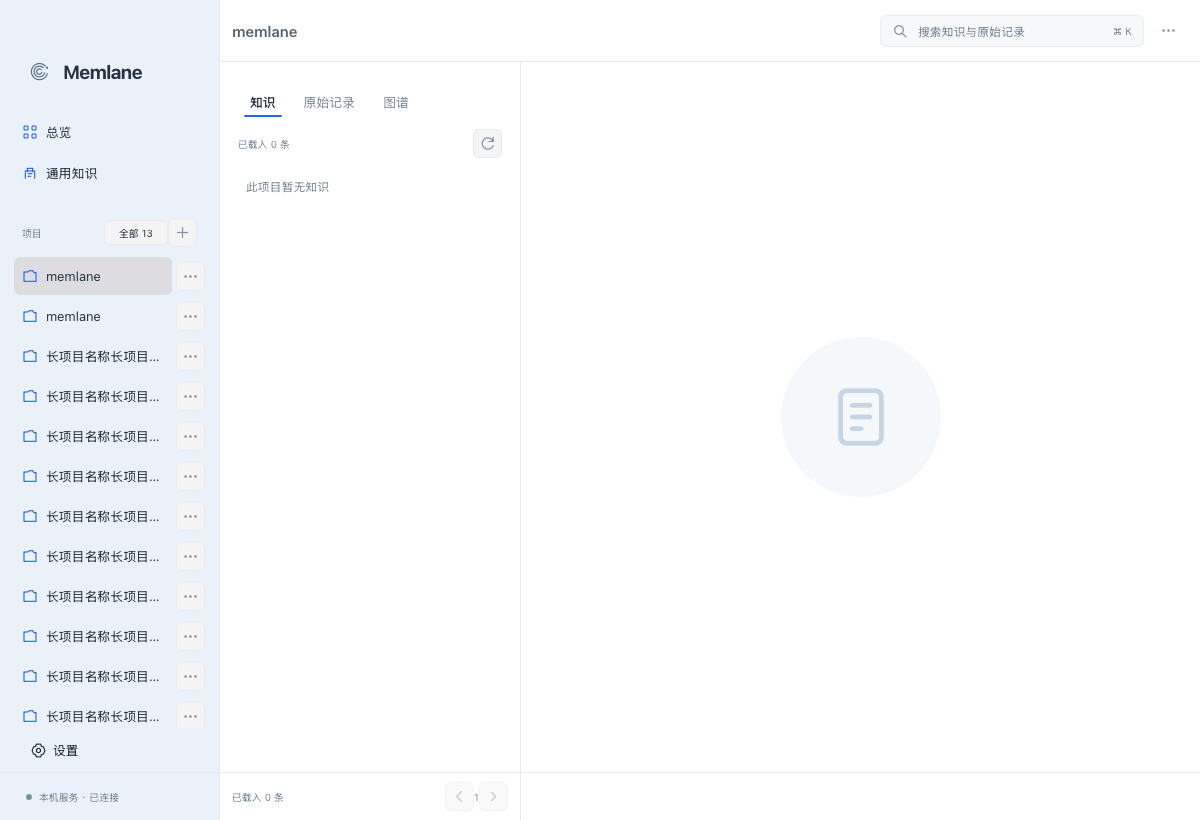 Memlane
总览
通用知识
项目
全部 13
memlane
memlane
长项目名称长项目...
长项目名称长项目...
长项目名称长项目...
长项目名称长项目...
长项目名称长项目...
长项目名称长项目...
长项目名称长项目...
长项目名称长项目...
长项目名称长项目...
长项目名称长项目...
设置
本机服务 · 已连接
memlane
搜索知识与原始记录 ⌘ K
知识 原始记录 图谱
已载入 0 条
此项目暂无知识
已载入 0 条
1